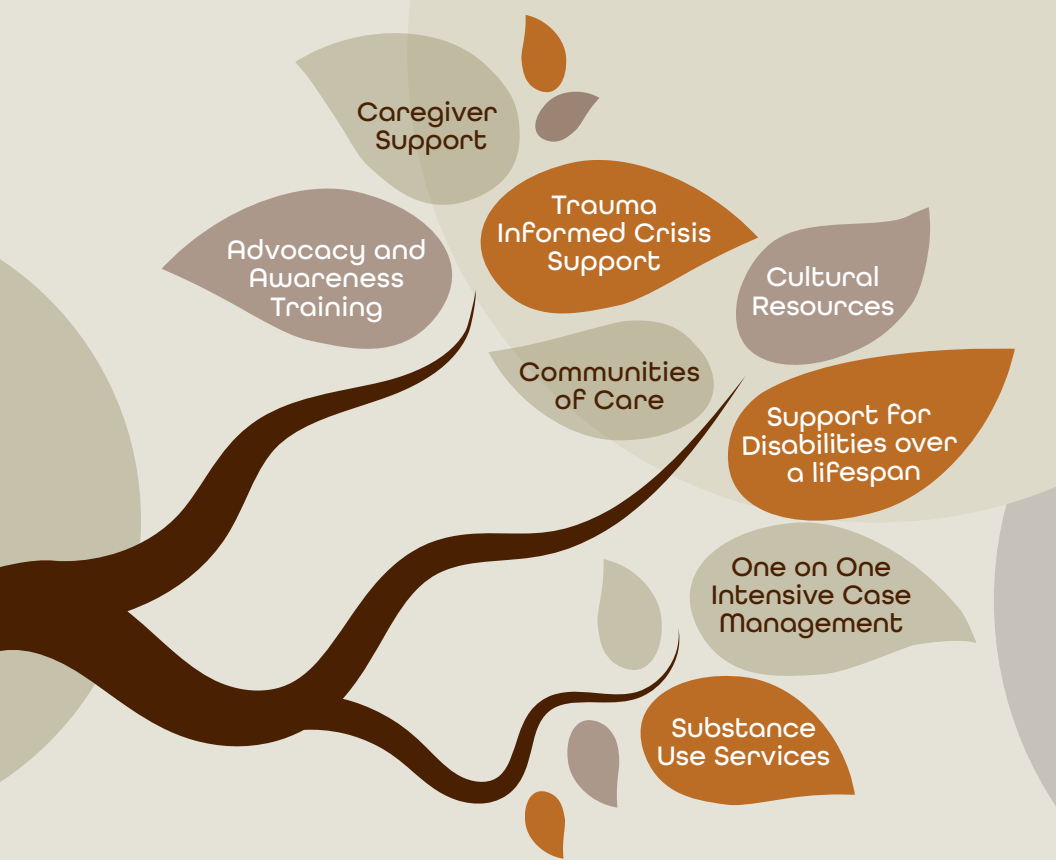 Caregiver
Support
Trauma
Informed Crisis
Support
Advocacy and
Awareness
Training
Cultural
Resources
Communities
of Care
Support for
Disabilities over
a lifespan
One on One
Intensive Case
Management
Substance
Use Services